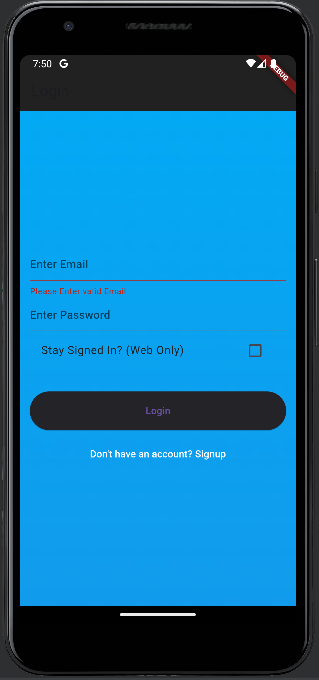 7:50 G
DEBUG
Login
Enter Email
Please Enter valid Email
Enter Password
Stay Signed In? (Web Only)
Login
Don't have an account? Signup